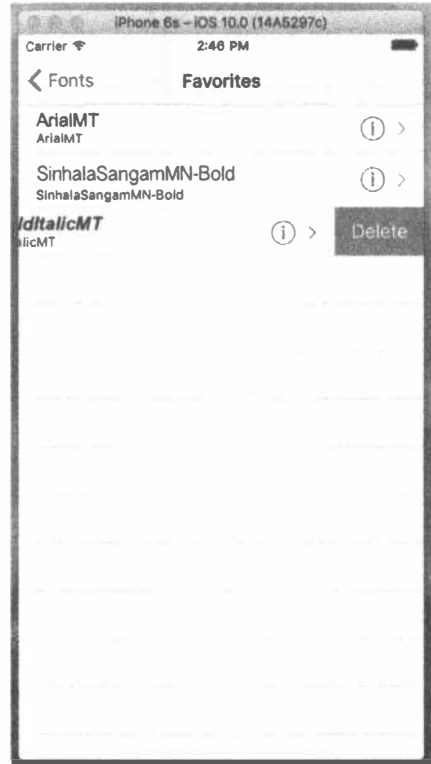 iPhone 6s – iOS 10.0 (14A5297c)
Carrier 2:46 PM
Fonts Favorites
ArialMT
ArialMT
SinhalaSangamMN-Bold
SinhalaSangamMN-Bold
ldItalicMT
alicMT
Delete